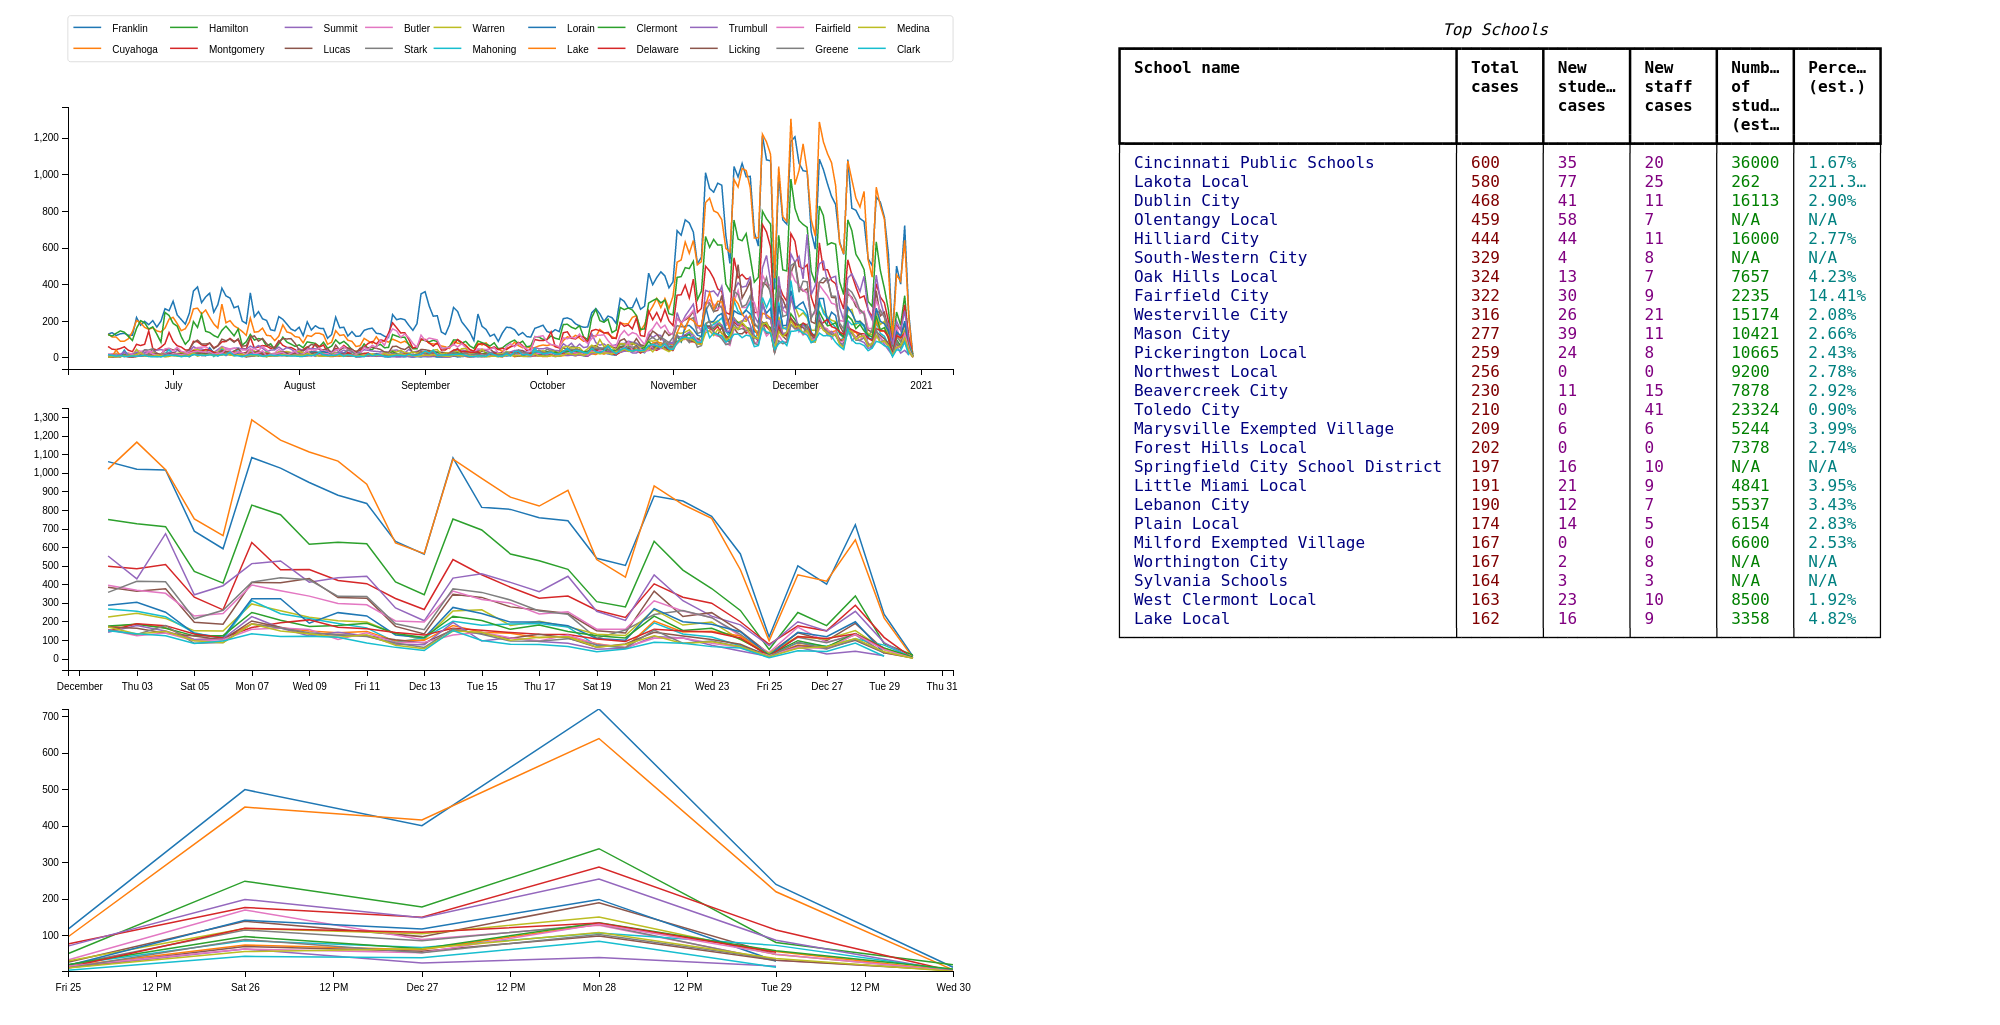 Franklin Hamilton Summit Butler Warren Lorain Clermont Trumbull Fairfield Medina
Cuyahoga Montgomery Lucas Stark Mahoning Lake Delaware Licking Greene Clark
1,200
1,000
800
600
400
200
0
July August September October November December 2021
1,300
1,200
1,100
1,000
900
800
700
600
500
400
300
200
100
0
December Thu 03 Sat 05 Mon 07 Wed 09 Fri 11 Dec 13 Tue 15 Thu 17 Sat 19 Mon 21 Wed 23 Fri 25 Dec 27 Tue 29 Thu 31
700
600
500
400
300
200
100
Fri 25 12 PM Sat 26 12 PM Dec 27 12 PM Mon 28 12 PM Tue 29 12 PM Wed 30
Top Schools
School name Total New New Numb… Perce…
cases stude… staff of (est.)
cases cases stud…
(est…
Cincinnati Public Schools 600 35 20 36000 1.67%
Lakota Local 580 77 25 262 221.3…
Dublin City 468 41 11 16113 2.90%
Olentangy Local 459 58 7 N/A N/A
Hilliard City 444 44 11 16000 2.77%
South-Western City 329 4 8 N/A N/A
Oak Hills Local 324 13 7 7657 4.23%
Fairfield City 322 30 9 2235 14.41%
Westerville City 316 26 21 15174 2.08%
Mason City 277 39 11 10421 2.66%
Pickerington Local 259 24 8 10665 2.43%
Northwest Local 256 0 0 9200 2.78%
Beavercreek City 230 11 15 7878 2.92%
Toledo City 210 0 41 23324 0.90%
Marysville Exempted Village 209 6 6 5244 3.99%
Forest Hills Local 202 0 0 7378 2.74%
Springfield City School District 197 16 10 N/A N/A
Little Miami Local 191 21 9 4841 3.95%
Lebanon City 190 12 7 5537 3.43%
Plain Local 174 14 5 6154 2.83%
Milford Exempted Village 167 0 0 6600 2.53%
Worthington City 167 2 8 N/A N/A
Sylvania Schools 164 3 3 N/A N/A
West Clermont Local 163 23 10 8500 1.92%
Lake Local 162 16 9 3358 4.82%